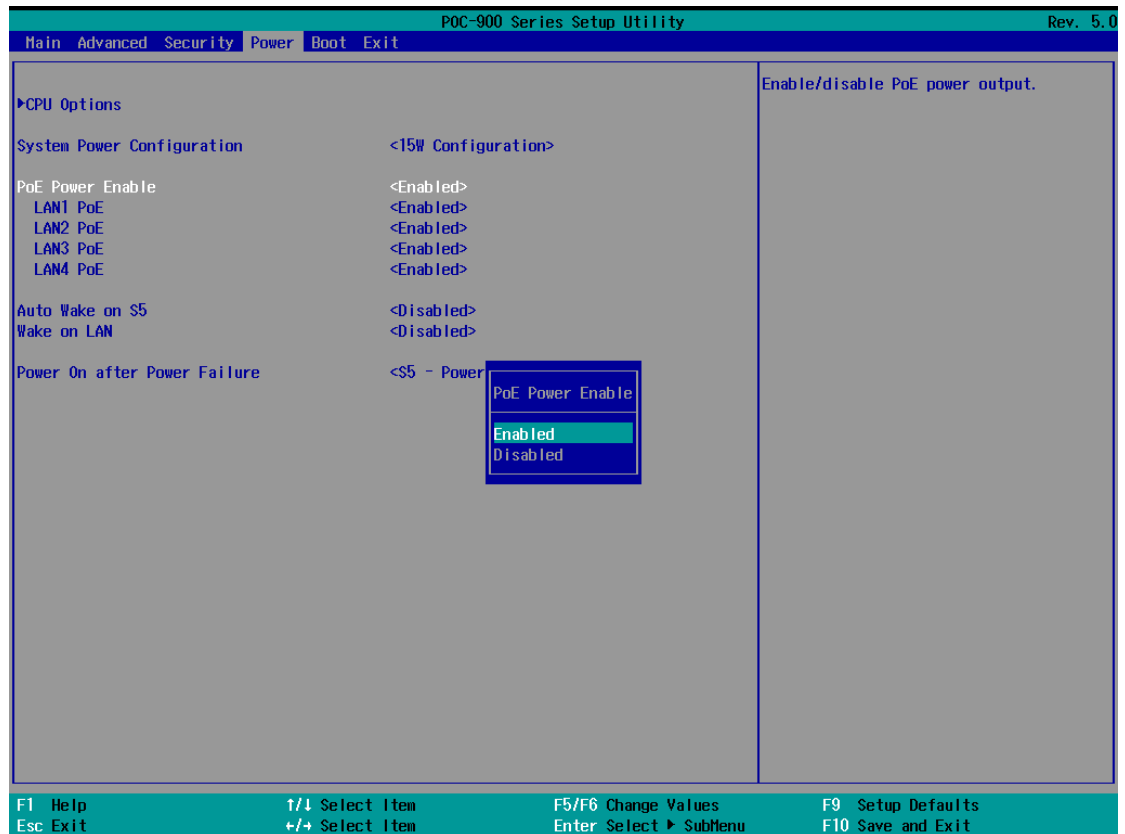 POC-900 Series Setup Utility Rev. 5.0
Main Advanced Security Power Boot Exit
Enable/disable PoE power output.
▶CPU Options
System Power Configuration <15W Configuration>
PoE Power Enable <Enabled>
LAN1 PoE <Enabled>
LAN2 PoE <Enabled>
LAN3 PoE <Enabled>
LAN4 PoE <Enabled>
Auto Wake on S5 <Disabled>
Wake on LAN <Disabled>
Power On after Power Failure <S5 - Power
PoE Power Enable
Enabled
Disabled
F1 Help ↑/↓ Select Item F5/F6 Change Values F9 Setup Defaults
Esc Exit ←/→ Select Item Enter Select ▶ SubMenu F10 Save and Exit